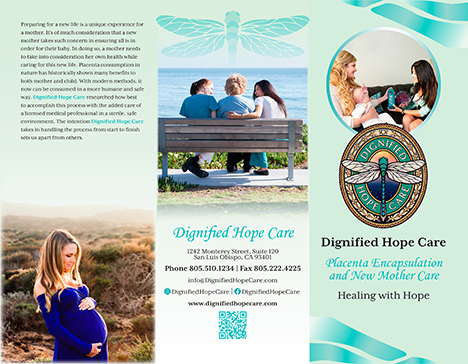 Preparing for a new life is a unique experience for
a mother. It's of much consideration that a new
mother takes such concern in ensuring all is in
order for their baby. In doing so, a mother needs
to take into consideration her own health while
caring for this new life. Placenta consumption in
nature has historically shown many benefits to
both mother and child. With modern methods, it
now can be consumed in a more humane and safe
way. Dignified Hope Care researched how best
to accomplish this process with the added care of
a licensed medical professional in a sterile, safe
environment. The intention Dignified Hope Care
takes in handling the process from start to finish
sets us apart from others.
Dignified Hope Care
1242 Monterey Street, Suite 120
San Luis Obispo, CA 93401
Phone 805.510.1234 | Fax 805.222.4225
info@DignifiedHopeCare.com
DignifiedHopeCare | DignifiedHopeCare
www.dignifiedhopecare.com
DIGNIFIED
HOPE CARE
Dignified Hope Care
Placenta Encapsulation
and New Mother Care
Healing with Hope